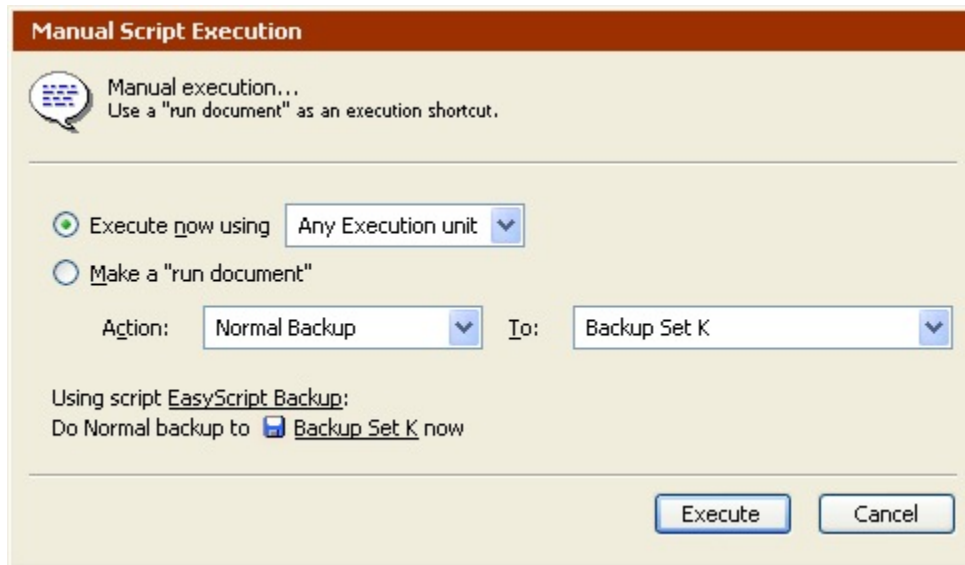 Manual Script Execution
Manual execution...
Use a "run document" as an execution shortcut.
Execute now using Any Execution unit
Make a "run document"
Action: Normal Backup To: Backup Set K
Using script EasyScript Backup:
Do Normal backup to Backup Set K now
Execute Cancel